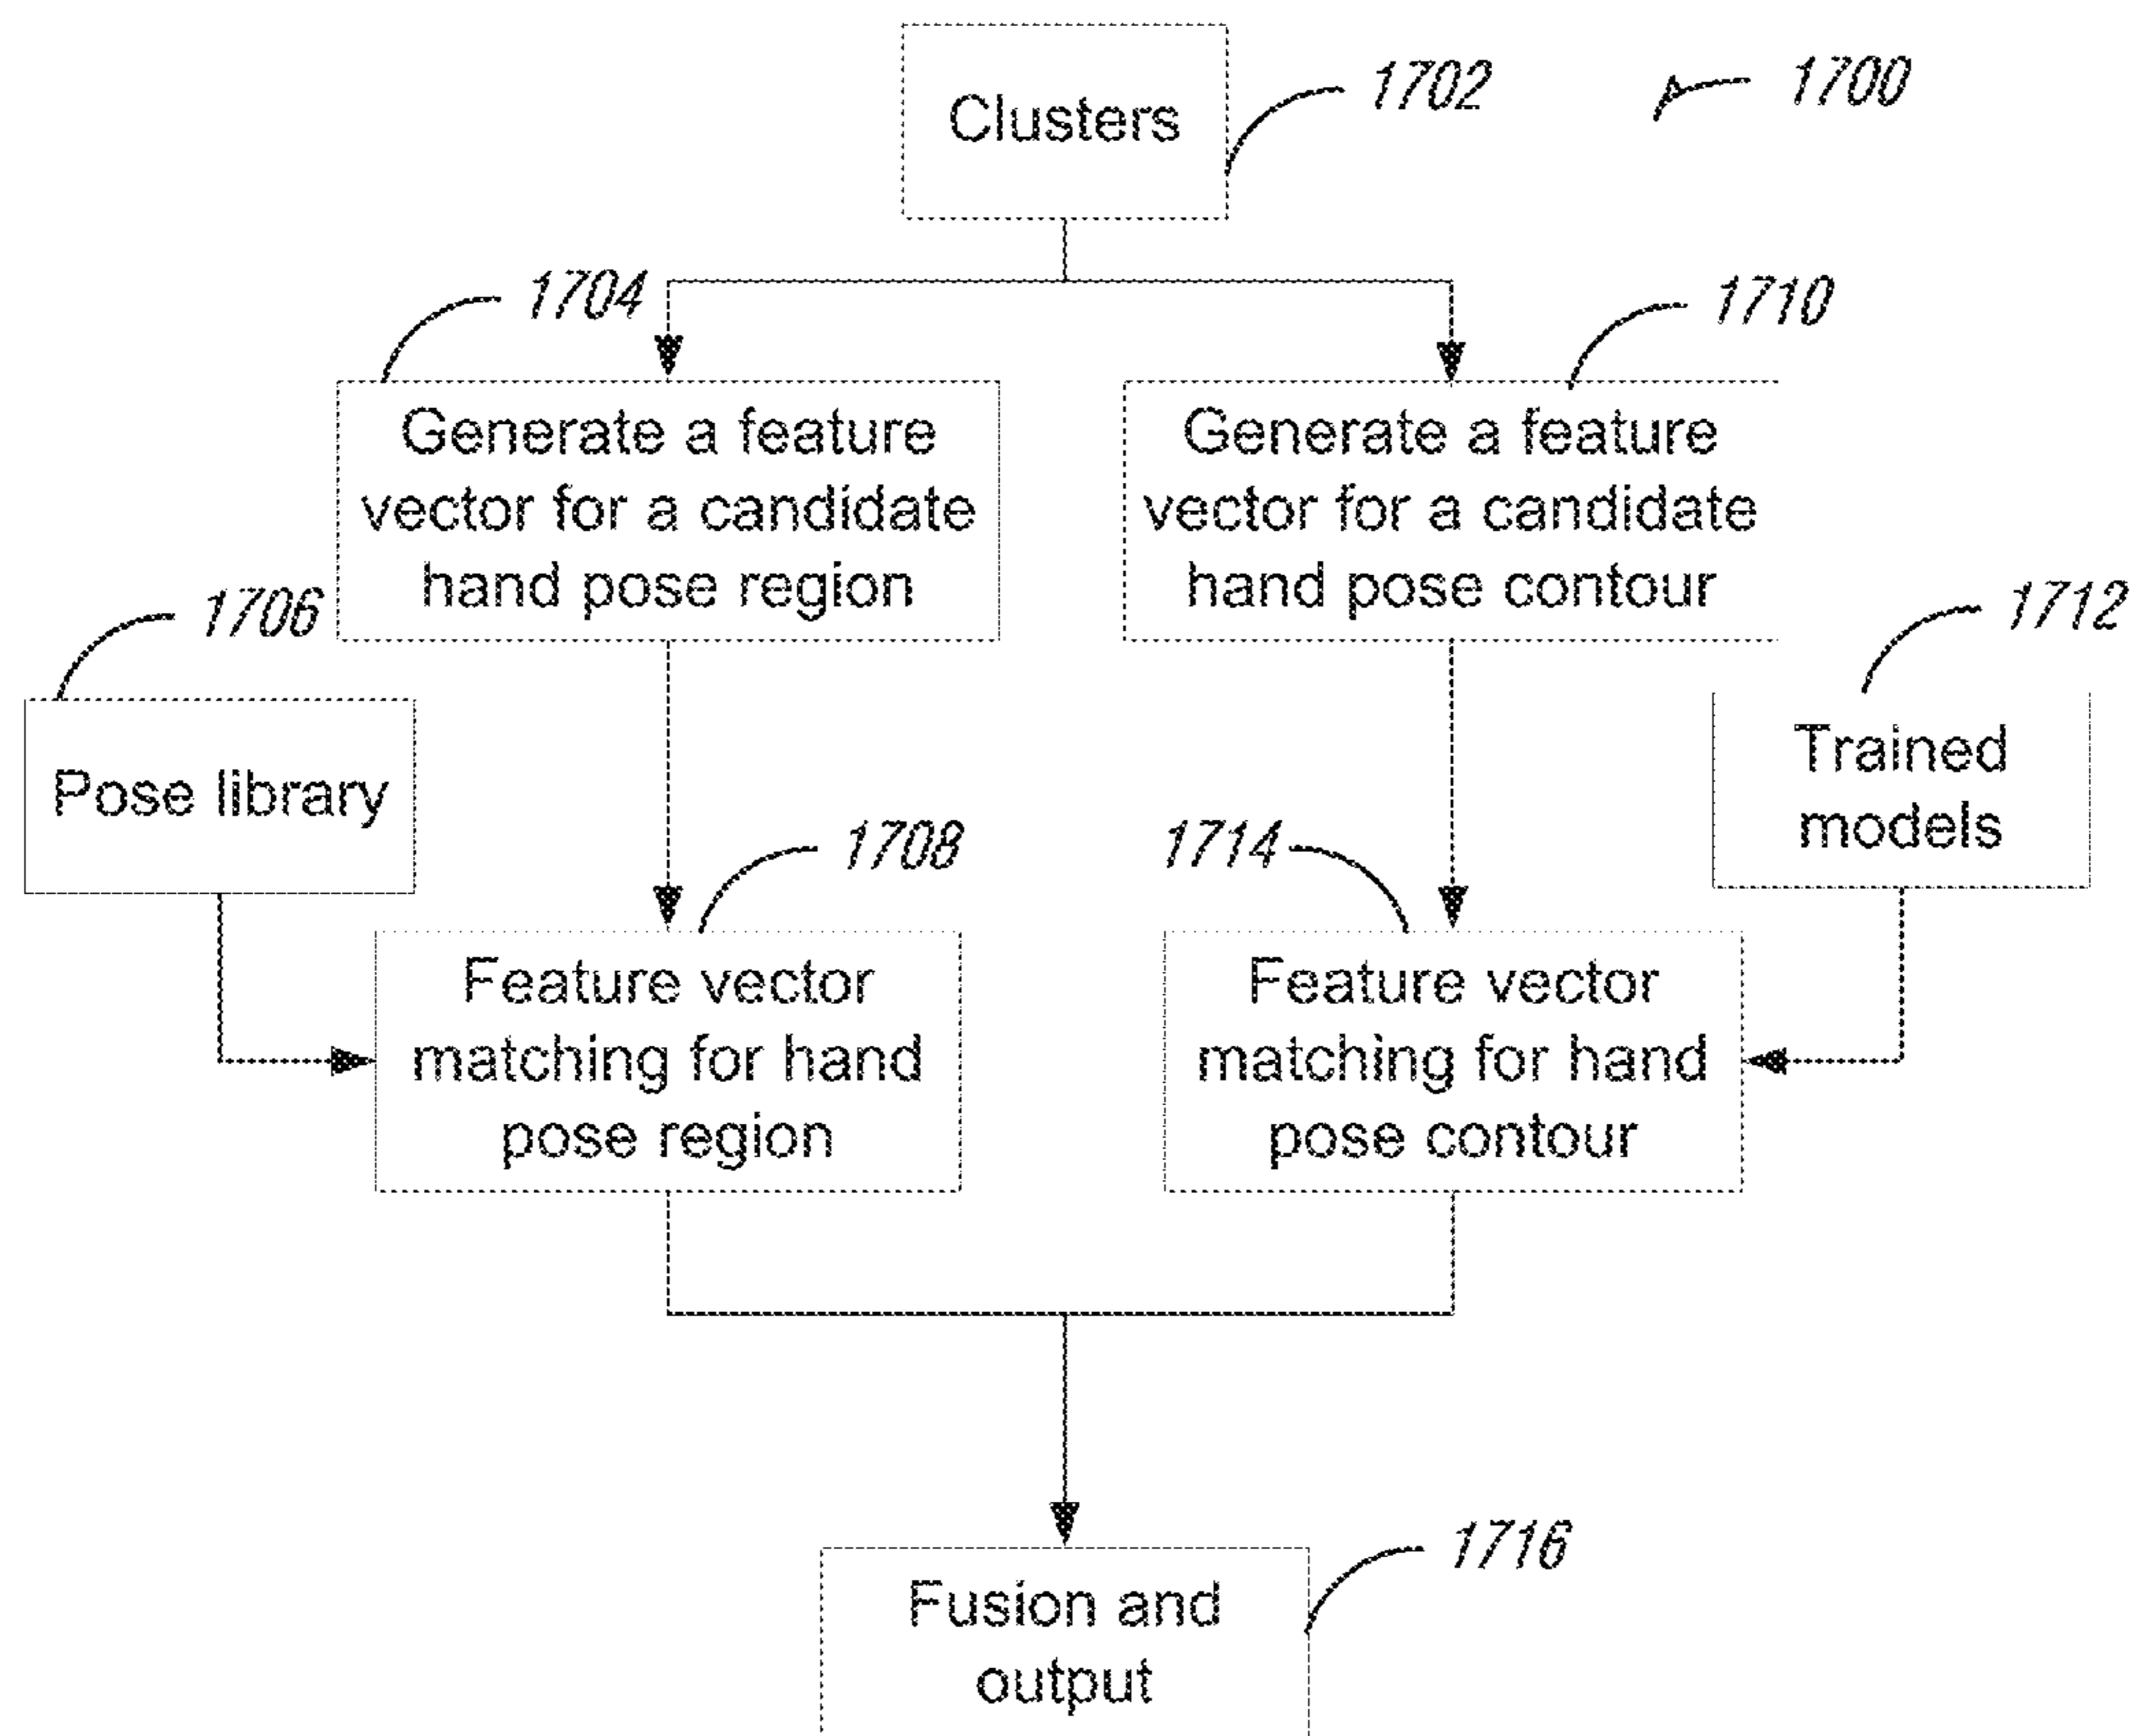 Clusters
1702
1700
1704
1710
Generate a feature
vector for a candidate
hand pose region
Generate a feature
vector for a candidate
hand pose contour
1706
1712
Pose library
Trained
models
1708
1714
Feature vector
matching for hand
pose region
Feature vector
matching for hand
pose contour
1716
Fusion and
output